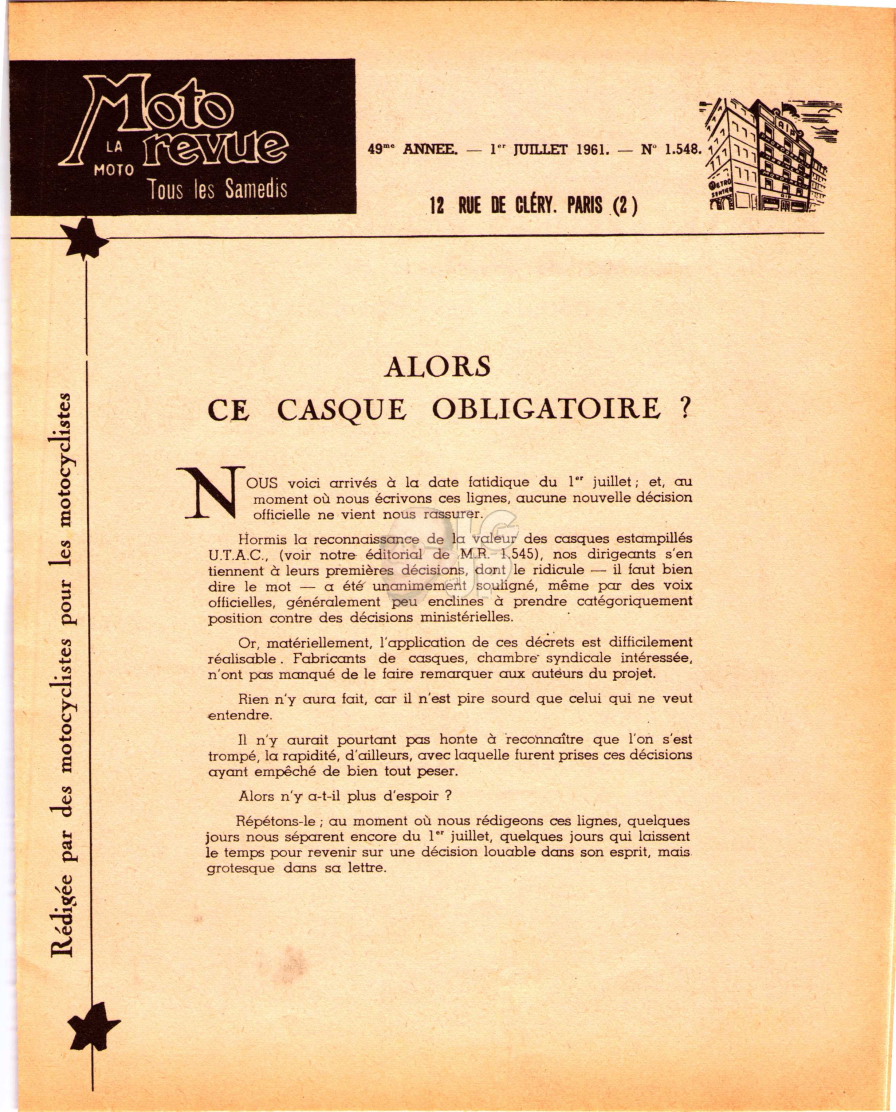 Moto
revue
LA
MOTO
Tous les Samedis
49me ANNEE. — 1er JUILLET 1961. — N° 1.548.
12 RUE DE CLÉRY. PARIS (2)
METRO
SENTIER
Rédigée par des motocyclistes pour les motocyclistes
ALORS
CE CASQUE OBLIGATOIRE ?
NOUS voici arrivés à la date fatidique du 1er juillet ; et, au
moment où nous écrivons ces lignes, aucune nouvelle décision
officielle ne vient nous rassurer.
Hormis la reconnaissance de la valeur des casques estampillés
U.T.A.C., (voir notre éditorial de M.R. 1.545), nos dirigeants s'en
tiennent à leurs premières décisions, dont le ridicule — il faut bien
dire le mot — a été unanimement souligné, même par des voix
officielles, généralement peu enclines à prendre catégoriquement
position contre des décisions ministérielles.
Or, matériellement, l'application de ces décrets est difficilement
réalisable. Fabricants de casques, chambre syndicale intéressée,
n'ont pas manqué de le faire remarquer aux auteurs du projet.
Rien n'y aura fait, car il n'est pire sourd que celui qui ne veut
entendre.
Il n'y aurait pourtant pas honte à reconnaître que l'on s'est
trompé, la rapidité, d'ailleurs, avec laquelle furent prises ces décisions
ayant empêché de bien tout peser.
Alors n'y a-t-il plus d'espoir ?
Répétons-le ; au moment où nous rédigeons ces lignes, quelques
jours nous séparent encore du 1er juillet, quelques jours qui laissent
le temps pour revenir sur une décision louable dans son esprit, mais
grotesque dans sa lettre.